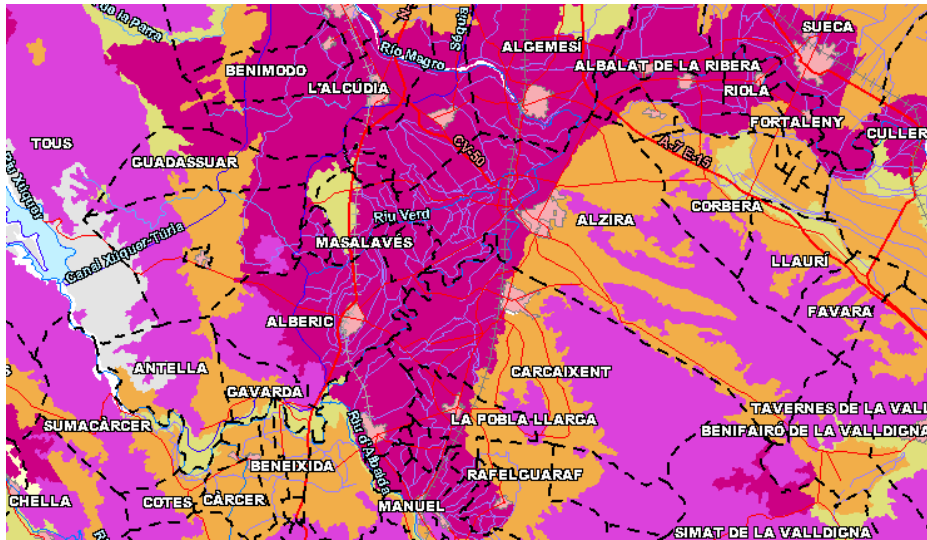 de la Parra
SUECA
Río Magro
ALGEMESÍ
BENIMODO
ALBALAT DE LA RIBERA
L'ALCÚDIA
RIOLA
FORTALENY
CULLER
TOUS
GUADASSUAR
CV-50
A-7 E-15
CORBERA
Riu Verd
ALZIRA
MASALAVÉS
Canal Xúquer-Túria
LLAURÍ
FAVARA
ALBERIC
ANTELLA
CARCAIXENT
GAVARDA
TAVERNES DE LA VALL
SUMACÀRCER
LA POBLA LLARGA
BENIFAIRÓ DE LA VALLDIGNA
Riu d'Albaida
BENEIXIDA
RAFELGUARAF
CHELLA
COTES
CÀRCER
MANUEL
SIMAT DE LA VALLDIGNA